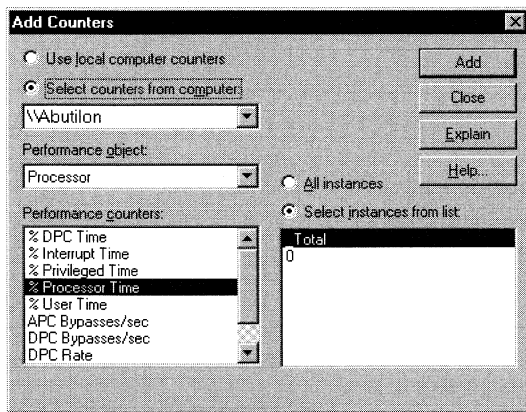 Add Counters
Use local computer counters
Select counters from computer:
\\Abutilon
Performance object:
Processor
Performance counters:
% DPC Time
% Interrupt Time
% Privileged Time
% Processor Time
% User Time
APC Bypasses/sec
DPC Bypasses/sec
DPC Rate
All instances
Select instances from list:
_Total
0
Add
Close
Explain
Help...